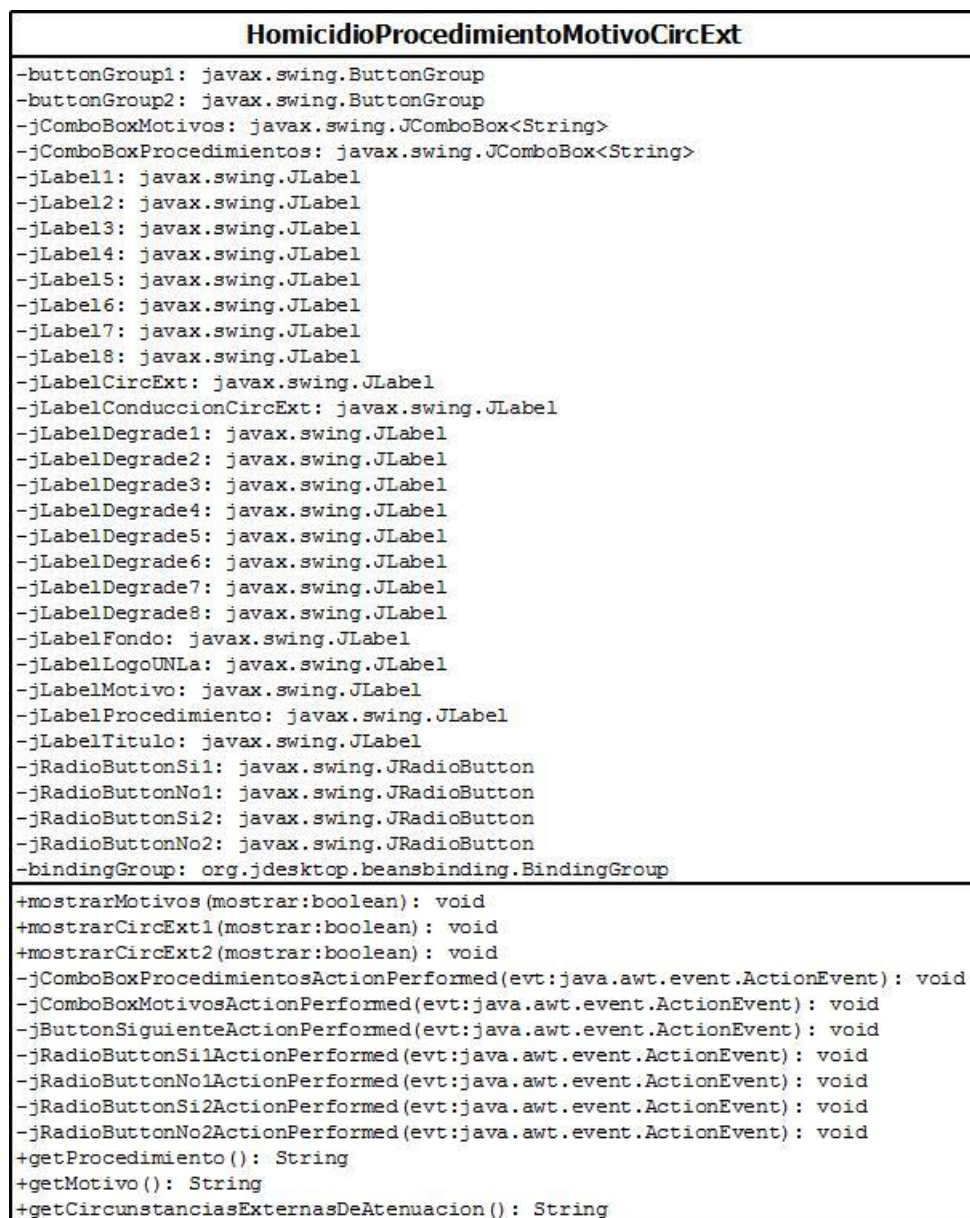 HomicidioProcedimientoMotivoCircExt
-buttonGroup1: javax.swing.ButtonGroup
-buttonGroup2: javax.swing.ButtonGroup
-jComboBoxMotivos: javax.swing.JComboBox<String>
-jComboBoxProcedimientos: javax.swing.JComboBox<String>
-jLabel1: javax.swing.JLabel
-jLabel2: javax.swing.JLabel
-jLabel3: javax.swing.JLabel
-jLabel4: javax.swing.JLabel
-jLabel5: javax.swing.JLabel
-jLabel6: javax.swing.JLabel
-jLabel7: javax.swing.JLabel
-jLabel8: javax.swing.JLabel
-jLabelCircExt: javax.swing.JLabel
-jLabelConduccionCircExt: javax.swing.JLabel
-jLabelDegrade1: javax.swing.JLabel
-jLabelDegrade2: javax.swing.JLabel
-jLabelDegrade3: javax.swing.JLabel
-jLabelDegrade4: javax.swing.JLabel
-jLabelDegrade5: javax.swing.JLabel
-jLabelDegrade6: javax.swing.JLabel
-jLabelDegrade7: javax.swing.JLabel
-jLabelDegrade8: javax.swing.JLabel
-jLabelFondo: javax.swing.JLabel
-jLabelLogoUNLa: javax.swing.JLabel
-jLabelMotivo: javax.swing.JLabel
-jLabelProcedimiento: javax.swing.JLabel
-jLabelTitulo: javax.swing.JLabel
-jRadioButtonSi1: javax.swing.JRadioButton
-jRadioButtonNo1: javax.swing.JRadioButton
-jRadioButtonSi2: javax.swing.JRadioButton
-jRadioButtonNo2: javax.swing.JRadioButton
-bindingGroup: org.jdesktop.beansbinding.BindingGroup
+mostrarMotivos(mostrar:boolean): void
+mostrarCircExt1(mostrar:boolean): void
+mostrarCircExt2(mostrar:boolean): void
-jComboBoxProcedimientosActionPerformed(evt:java.awt.event.ActionEvent): void
-jComboBoxMotivosActionPerformed(evt:java.awt.event.ActionEvent): void
-jButtonSiguienteActionPerformed(evt:java.awt.event.ActionEvent): void
-jRadioButtonSi1ActionPerformed(evt:java.awt.event.ActionEvent): void
-jRadioButtonNo1ActionPerformed(evt:java.awt.event.ActionEvent): void
-jRadioButtonSi2ActionPerformed(evt:java.awt.event.ActionEvent): void
-jRadioButtonNo2ActionPerformed(evt:java.awt.event.ActionEvent): void
+getProcedimiento(): String
+getMotivo(): String
+getCircunstanciasExternasDeAtenuacion(): String